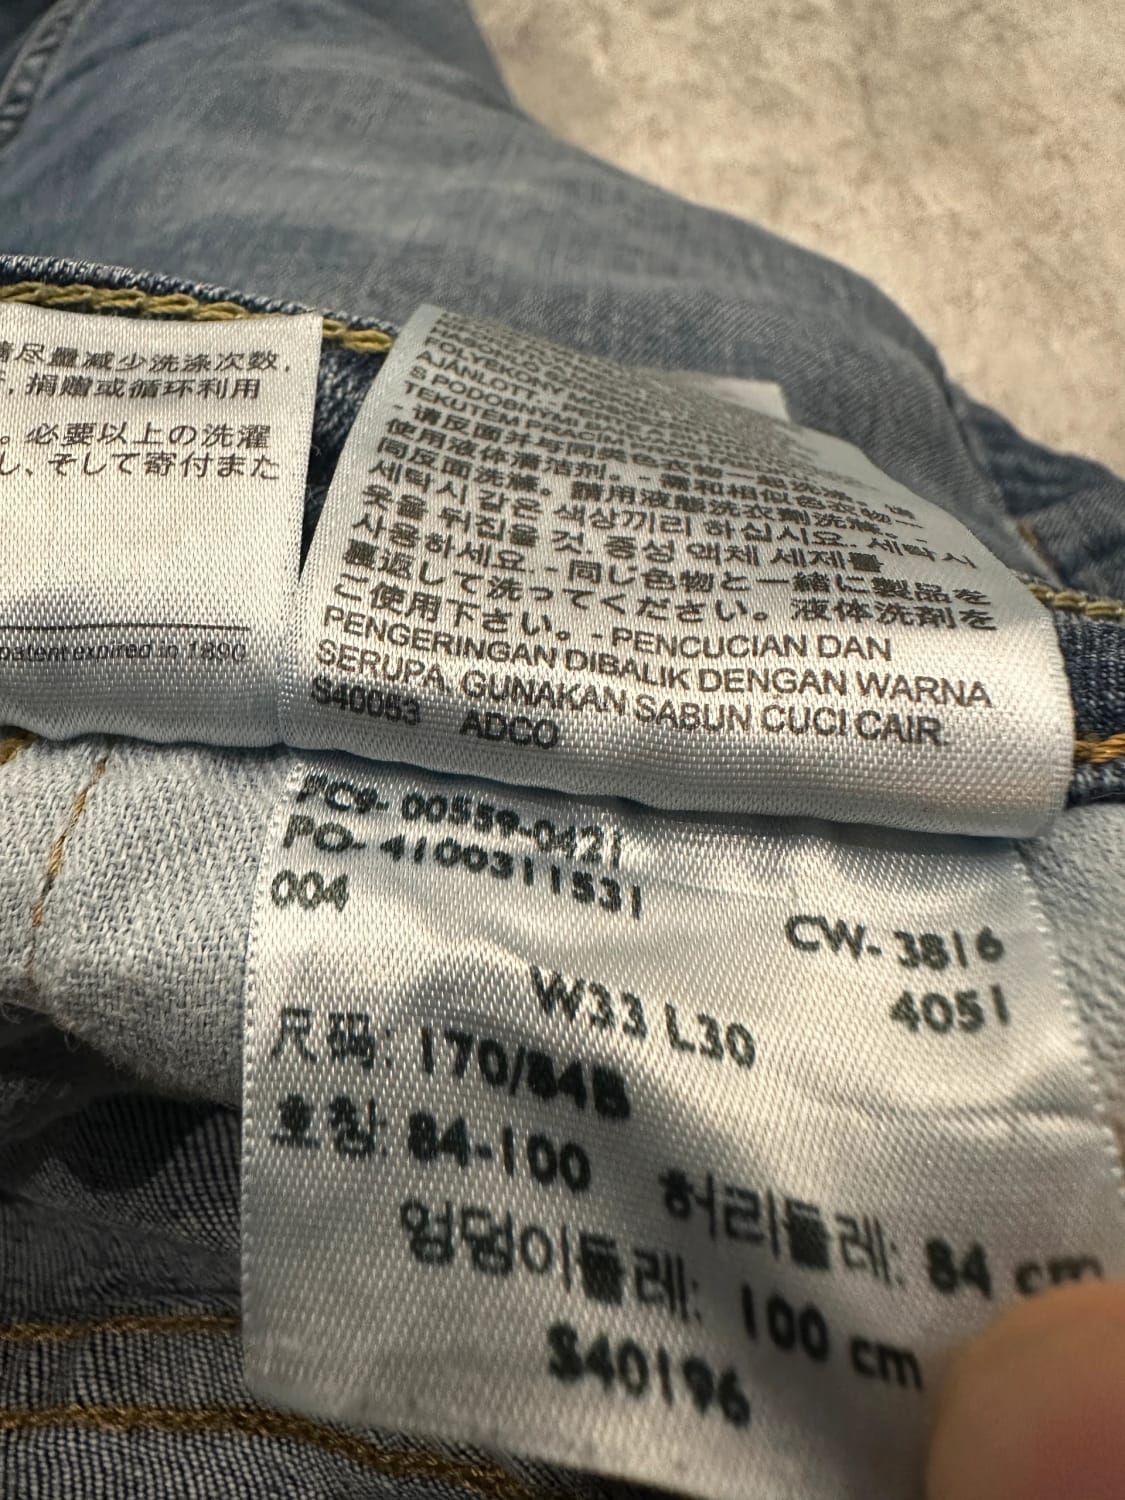 尽量减少洗涤次数,
捐赠或循环利用
。必要以上の洗濯
し、そして寄付また
patent expired in 1890
FOLYÉKONY
AJÁNLOTT.
S PODOBNÝMI
TEKUTÉM PRACÍM
- 请反面并与同类色衣物一起洗涤。请
使用液体清洁剂。- 需和相似色衣物一
同反面洗滌。請用液態洗衣劑洗滌。 -
세탁시 같은 색상끼리 하십시요. 세탁시
옷을 뒤집을 것. 중성 액체 세제를
사용하세요. - 同じ色物と一緒に製品を
裏返して洗ってください。液体洗剤を
ご使用下さい。- PENCUCIAN DAN
PENGERINGAN DIBALIK DENGAN WARNA
SERUPA, GUNAKAN SABUN CUCI CAIR.
S40053 ADCO
PC9- 00559-0421
PO- 4100311531
004
CW- 3816
4051
W33 L30
尺码: 170/84B
호칭: 84-100
허리둘레: 84 cm
엉덩이둘레: 100 cm
S40196